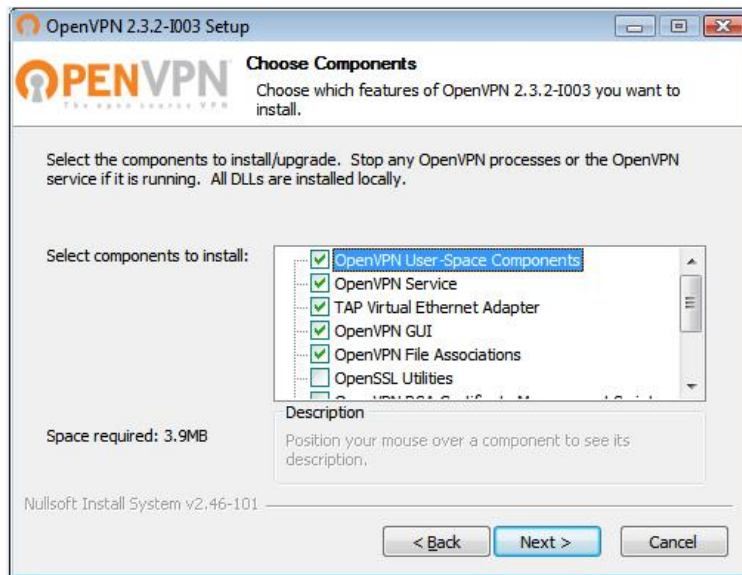 OpenVPN 2.3.2-I003 Setup
OPENVPN
The open source VPN
Choose Components
Choose which features of OpenVPN 2.3.2-I003 you want to
install.
Select the components to install/upgrade. Stop any OpenVPN processes or the OpenVPN
service if it is running. All DLLs are installed locally.
Select components to install:
OpenVPN User-Space Components
OpenVPN Service
TAP Virtual Ethernet Adapter
OpenVPN GUI
OpenVPN File Associations
OpenSSL Utilities
Space required: 3.9MB
Description
Position your mouse over a component to see its
description.
Nullsoft Install System v2.46-101
< Back
Next >
Cancel